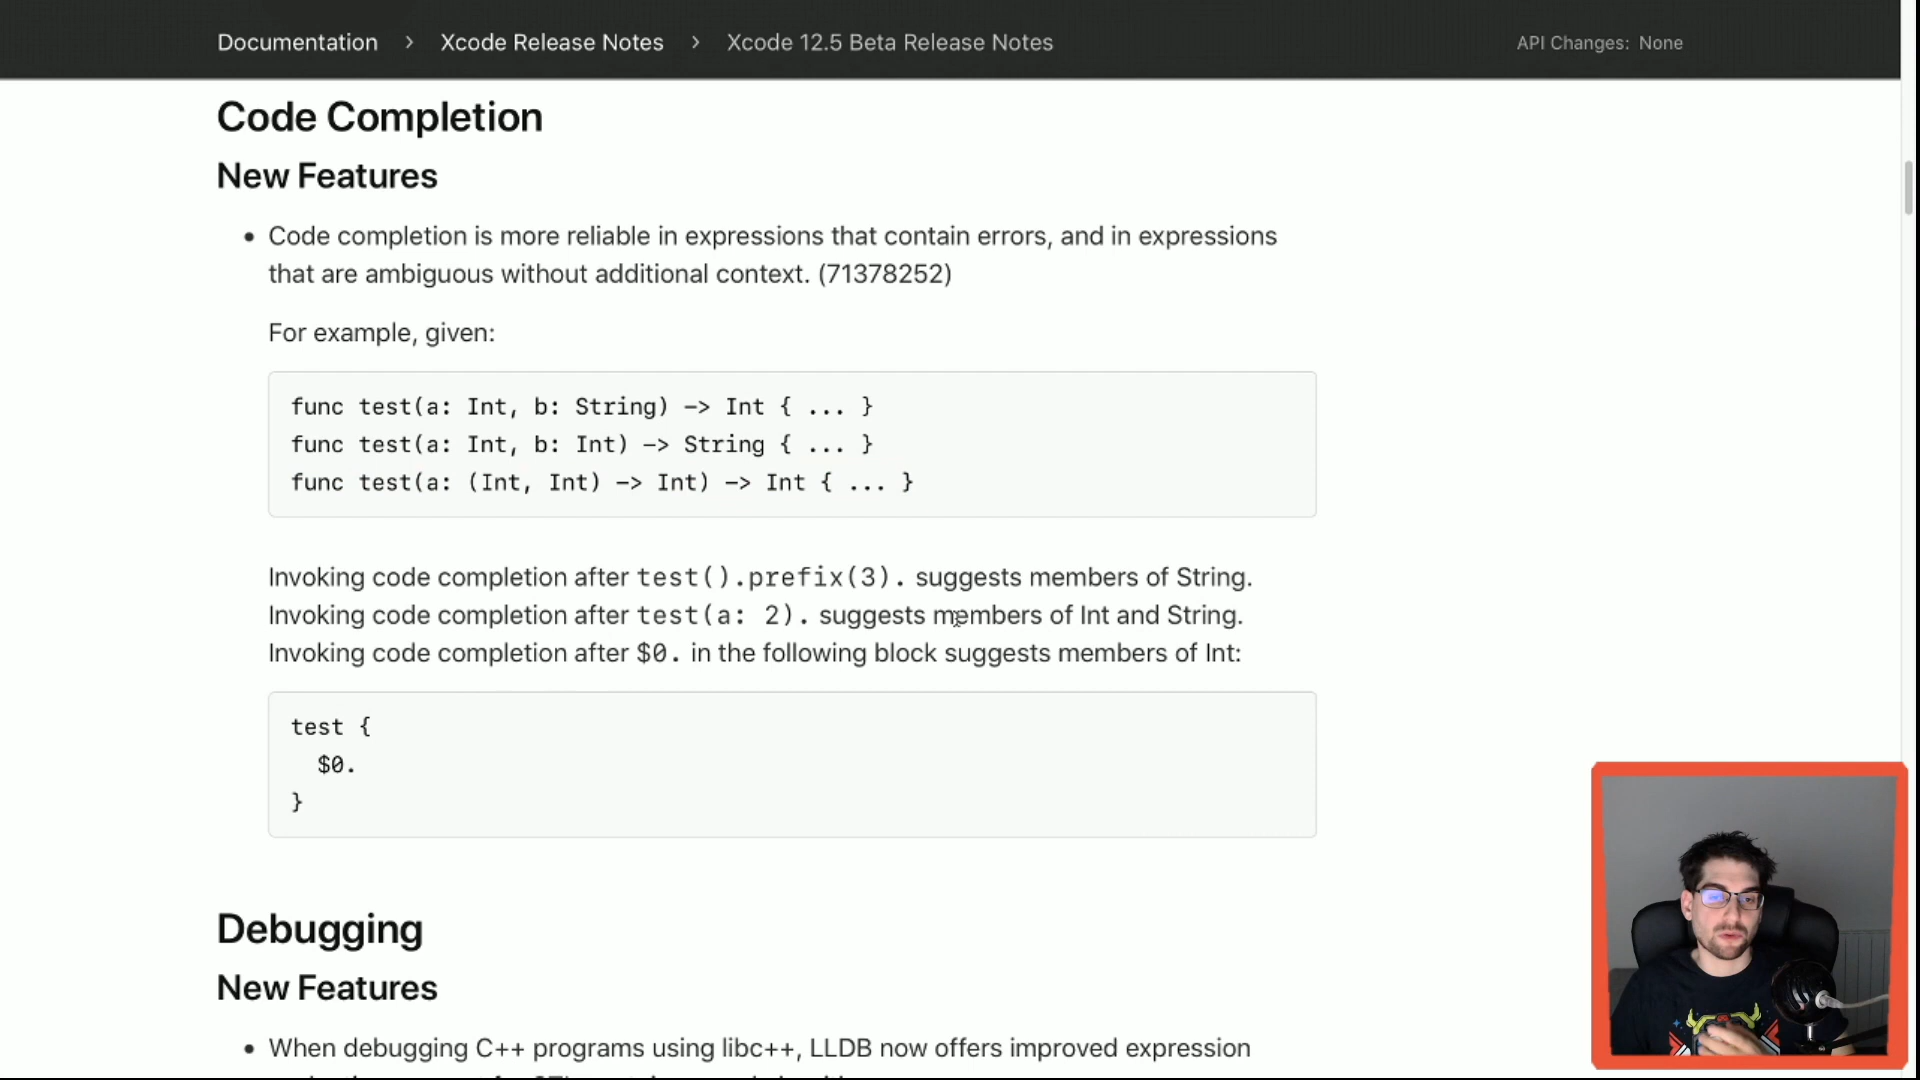 Documentation > Xcode Release Notes > Xcode 12.5 Beta Release Notes API Changes: None
Code Completion
New Features
• Code completion is more reliable in expressions that contain errors, and in expressions
that are ambiguous without additional context. (71378252)
For example, given:
func test(a: Int, b: String) -> Int { ... }
func test(a: Int, b: Int) -> String { ... }
func test(a: (Int, Int) -> Int) -> Int { ... }
Invoking code completion after test().prefix(3). suggests members of String.
Invoking code completion after test(a: 2). suggests members of Int and String.
Invoking code completion after $0. in the following block suggests members of Int:
test {
$0.
}
Debugging
New Features
• When debugging C++ programs using libc++, LLDB now offers improved expression